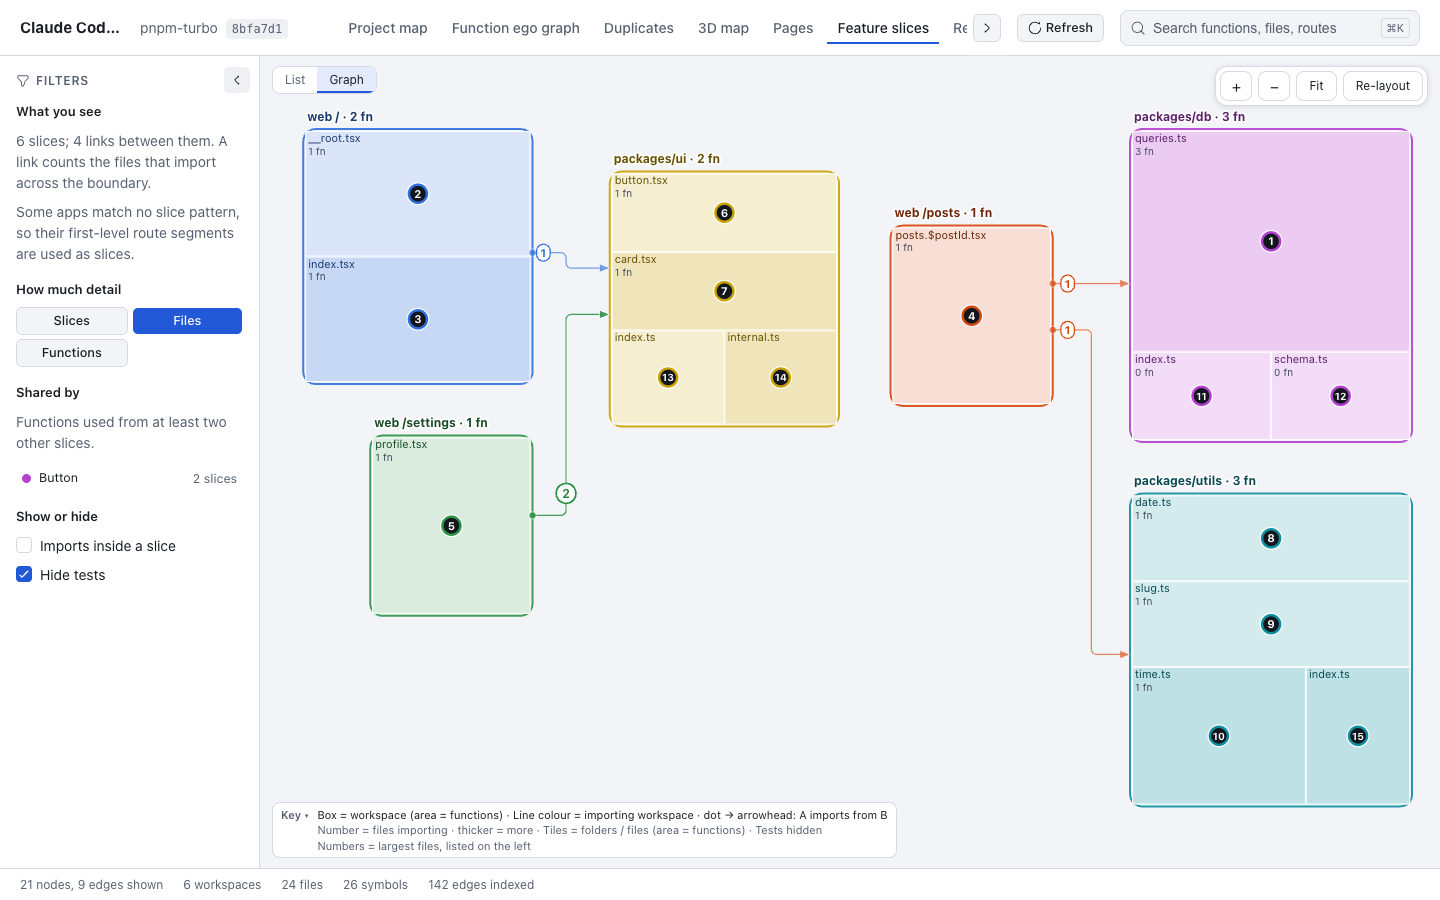 Claude Cod...
pnpm-turbo
8bfa7d1
Project map
Function ego graph
Duplicates
3D map
Pages
Feature slices
Refresh
Search functions, files, routes
⌘K
FILTERS
What you see
6 slices; 4 links between them. A
link counts the files that import
across the boundary.
Some apps match no slice pattern,
so their first-level route segments
are used as slices.
How much detail
Slices
Files
Functions
Shared by
Functions used from at least two
other slices.
Button
2 slices
Show or hide
Imports inside a slice
Hide tests
List
Graph
+
−
Fit
Re-layout
web / · 2 fn
__root.tsx
1 fn
2
index.tsx
1 fn
3
1
packages/ui · 2 fn
button.tsx
1 fn
6
card.tsx
1 fn
7
index.ts
13
internal.ts
14
web /settings · 1 fn
profile.tsx
1 fn
5
2
web /posts · 1 fn
posts.$postId.tsx
1 fn
4
1
1
packages/db · 3 fn
queries.ts
3 fn
1
index.ts
0 fn
11
schema.ts
0 fn
12
packages/utils · 3 fn
date.ts
1 fn
8
slug.ts
1 fn
9
time.ts
1 fn
10
index.ts
15
Key
Box = workspace (area = functions) · Line colour = importing workspace · dot → arrowhead: A imports from B
Number = files importing · thicker = more · Tiles = folders / files (area = functions) · Tests hidden
Numbers = largest files, listed on the left
21 nodes, 9 edges shown
6 workspaces
24 files
26 symbols
142 edges indexed